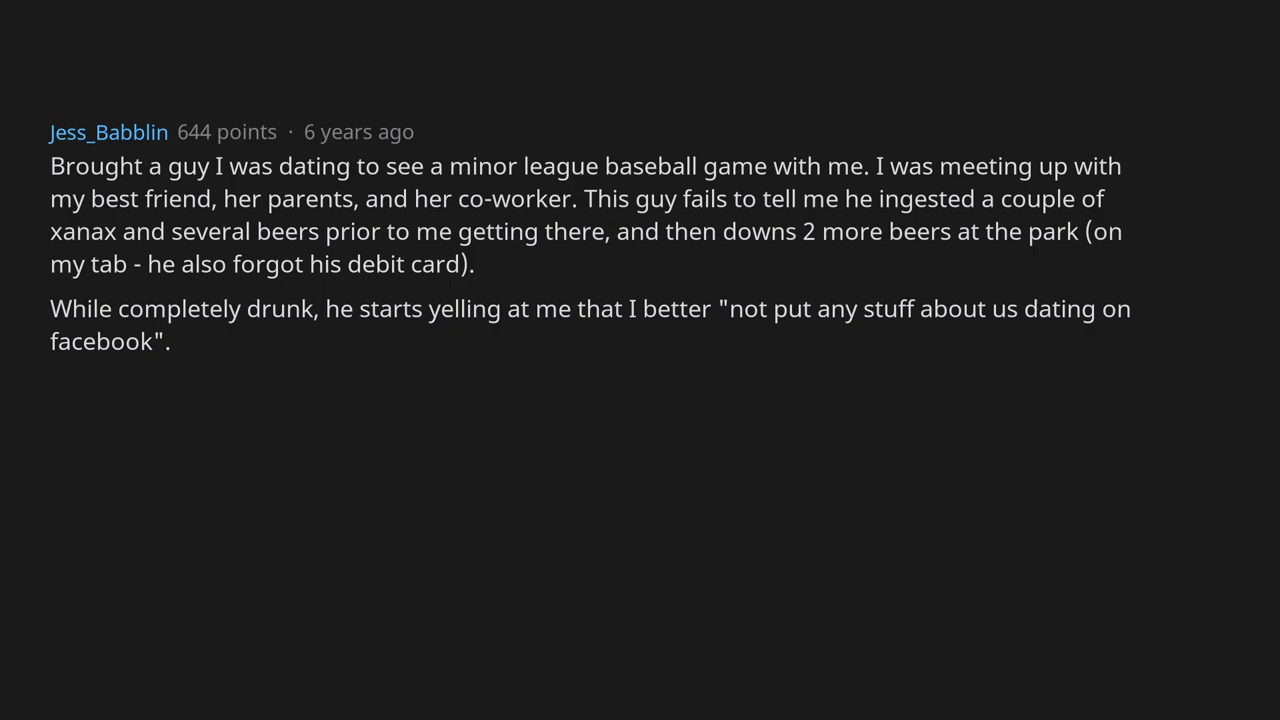 Jess_Babblin 644 points · 6 years ago
Brought a guy I was dating to see a minor league baseball game with me. I was meeting up with
my best friend, her parents, and her co-worker. This guy fails to tell me he ingested a couple of
xanax and several beers prior to me getting there, and then downs 2 more beers at the park (on
my tab - he also forgot his debit card).
While completely drunk, he starts yelling at me that I better "not put any stuff about us dating on
facebook".